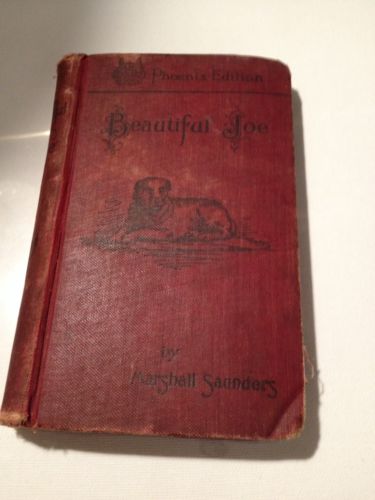 Phoenix Edition
Beautiful Joe
by
Marshall Saunders